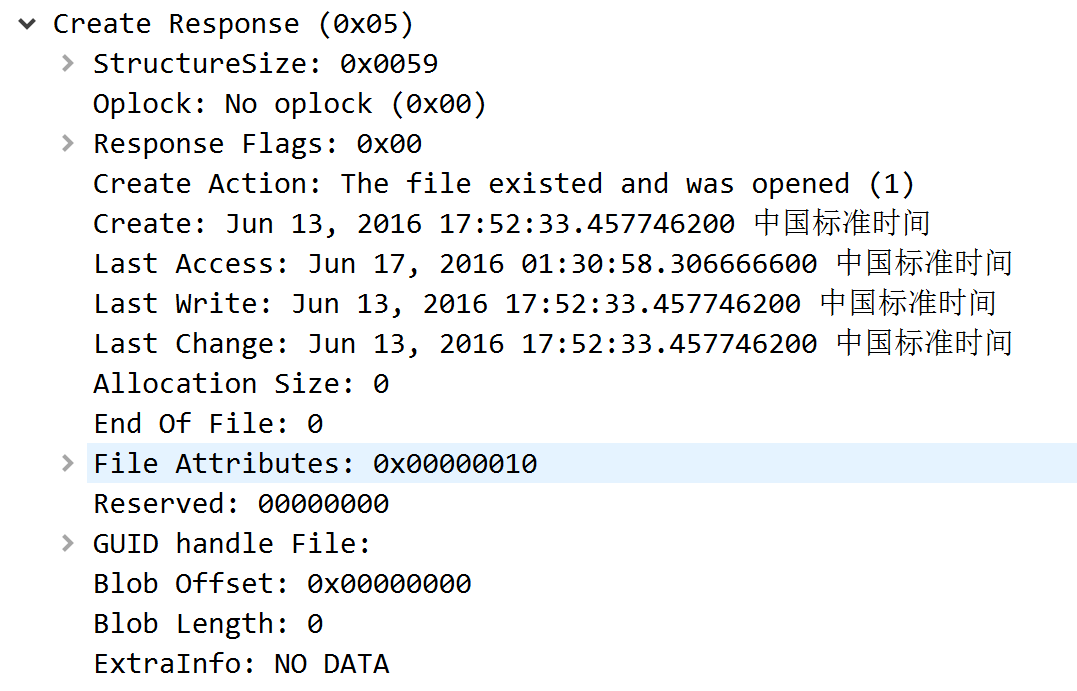 Create Response (0x05)
StructureSize: 0x0059
Oplock: No oplock (0x00)
Response Flags: 0x00
Create Action: The file existed and was opened (1)
Create: Jun 13, 2016 17:52:33.457746200 中国标准时间
Last Access: Jun 17, 2016 01:30:58.306666600 中国标准时间
Last Write: Jun 13, 2016 17:52:33.457746200 中国标准时间
Last Change: Jun 13, 2016 17:52:33.457746200 中国标准时间
Allocation Size: 0
End Of File: 0
File Attributes: 0x00000010
Reserved: 00000000
GUID handle File:
Blob Offset: 0x00000000
Blob Length: 0
ExtraInfo: NO DATA